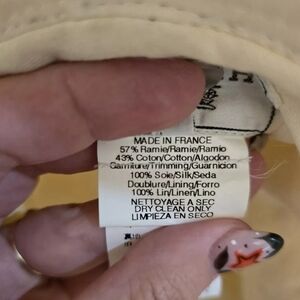 H
MADE IN FRANCE
57% Ramie/Ramie/Ramio
43% Coton/Cotton/Algodon
Garniture/Trimming/Guarnicion
100% Soie/Silk/Seda
Doublure/Lining/Forro
100% Lin/Linen/Lino
NETTOYAGE A SEC
DRY CLEAN ONLY
LIMPIEZA EN SECO